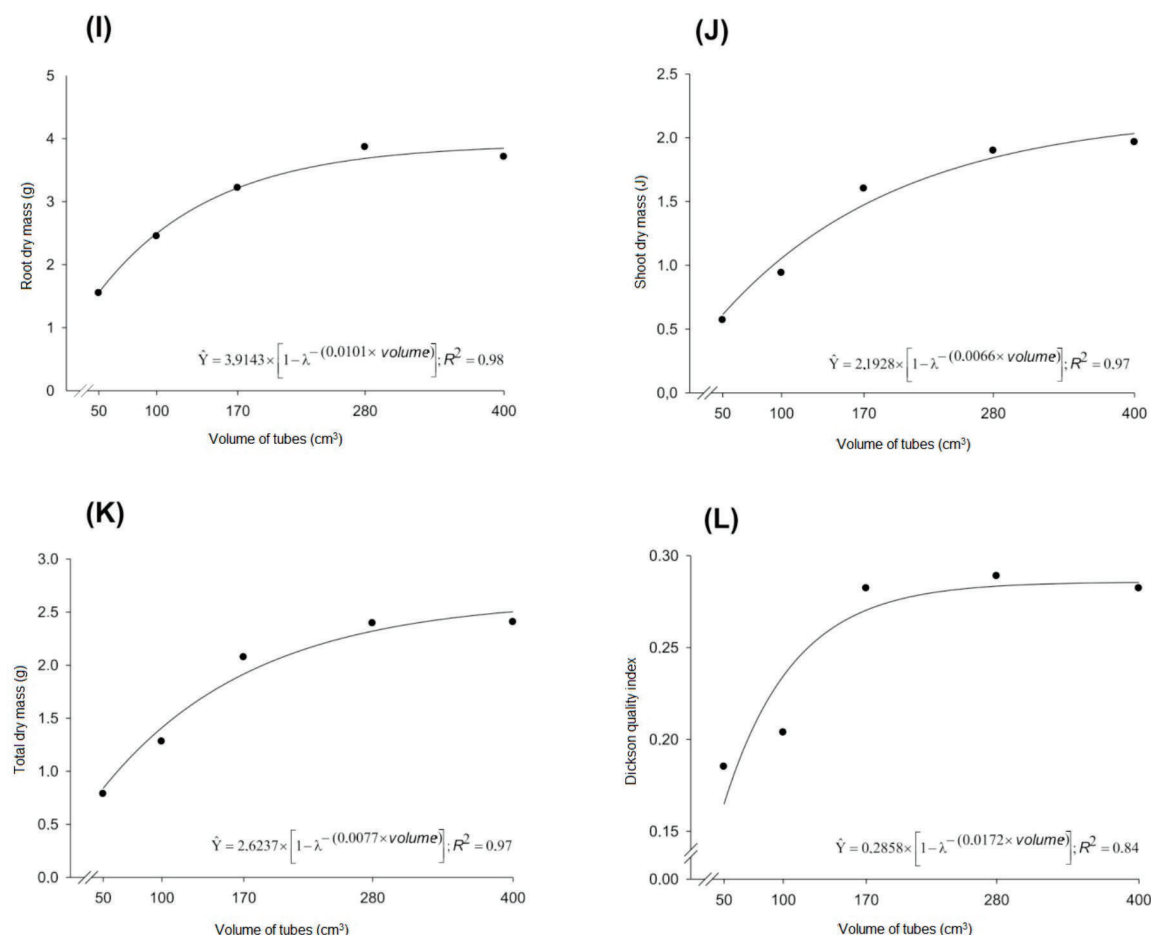 (I)
5
4
3
2
1
0
Root dry mass (g)
Ŷ = 3,9143 × [1 − λ^−(0.0101 × volume)]; R² = 0.98
50 100 170 280 400
Volume of tubes (cm³)
(J)
2.5
2.0
1.5
1.0
0.5
0.0
Shoot dry mass (J)
Ŷ = 2,1928 × [1 − λ^−(0.0066 × volume)]; R² = 0.97
50 100 170 280 400
Volume of tubes (cm³)
(K)
3.0
2.5
2.0
1.5
1.0
0.5
0.0
Total dry mass (g)
Ŷ = 2,6237 × [1 − λ^−(0.0077 × volume)]; R² = 0.97
50 100 170 280 400
Volume of tubes (cm³)
(L)
0.30
0.25
0.20
0.15
0.00
Dickson quality index
Ŷ = 0,2858 × [1 − λ^−(0.0172 × volume)]; R² = 0.84
50 100 170 280 400
Volume of tubes (cm³)